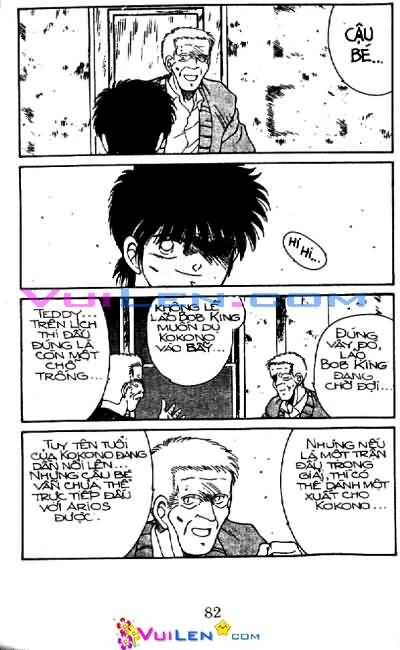 CẬU
BÉ...
HÍ
HI...
VUILEN.COM
TEDDY...
TRÊN LỊCH
THI ĐẤU
ĐÚNG LÀ
CÒN MỘT
CHỖ
TRỐNG...
KHÔNG LẼ
LÃO BOB KING
MUỐN DỤ
KOKONO
VÀO BẪY...
ĐÚNG
VẬY ĐÓ,
LÃO
BOB KING
ĐANG
CHỜ ĐỢI...
TUY TÊN TUỔI
CỦA KOKONO ĐANG
DẦN NỔI LÊN...
NHƯNG CẬU BÉ
VẪN CHƯA THỂ
TRỰC TIẾP ĐẤU
VỚI ARIOS
ĐƯỢC.
NHƯNG NẾU
LÀ MỘT TRẬN
ĐẤU TRONG
GIẢI, THÌ CÓ
THỂ DÀNH MỘT
XUẤT CHO
KOKONO...
82
VUILEN.COM